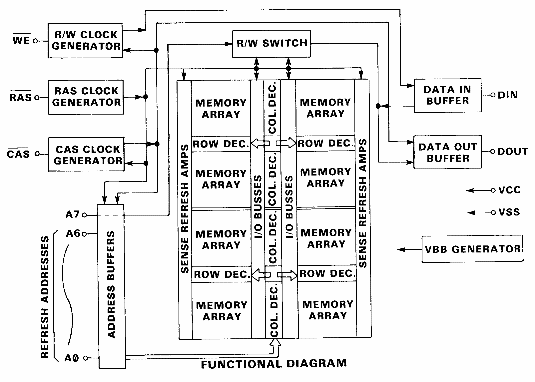 WE
R/W CLOCK
GENERATOR
RAS
RAS CLOCK
GENERATOR
CAS
CAS CLOCK
GENERATOR
R/W SWITCH
DATA IN
BUFFER
DIN
DATA OUT
BUFFER
DOUT
VCC
VSS
VBB GENERATOR
A7
A6
A0
REFRESH ADDRESSES
ADDRESS BUFFERS
SENSE REFRESH AMPS
MEMORY
ARRAY
ROW DEC.
MEMORY
ARRAY
MEMORY
ARRAY
ROW DEC.
MEMORY
ARRAY
I/O BUSSES
COL. DEC.
COL. DEC.
COL. DEC.
COL. DEC.
I/O BUSSES
MEMORY
ARRAY
ROW DEC.
MEMORY
ARRAY
MEMORY
ARRAY
ROW DEC.
MEMORY
ARRAY
SENSE REFRESH AMPS
FUNCTIONAL DIAGRAM